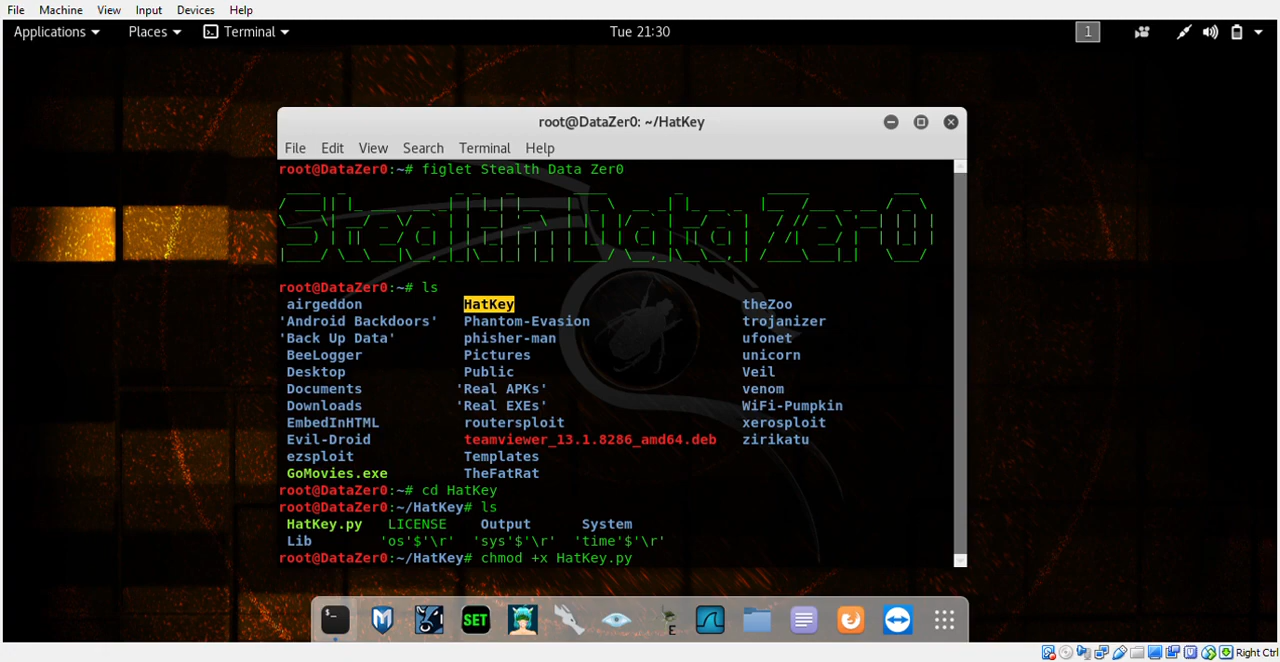 File Machine View Input Devices Help
Applications Places Terminal Tue 21:30 1
root@DataZer0: ~/HatKey
File Edit View Search Terminal Help
root@DataZer0:~# figlet Stealth Data Zer0
Stealth Data Zer0
root@DataZer0:~# ls
airgeddon HatKey theZoo
'Android Backdoors' Phantom-Evasion trojanizer
'Back Up Data' phisher-man ufonet
BeeLogger Pictures unicorn
Desktop Public Veil
Documents 'Real APKs' venom
Downloads 'Real EXEs' WiFi-Pumpkin
EmbedInHTML routersploit xerosploit
Evil-Droid teamviewer_13.1.8286_amd64.deb zirikatu
ezsploit Templates
GoMovies.exe TheFatRat
root@DataZer0:~# cd HatKey
root@DataZer0:~/HatKey# ls
HatKey.py LICENSE Output System
Lib 'os'$'\r' 'sys'$'\r' 'time'$'\r'
root@DataZer0:~/HatKey# chmod +x HatKey.py
$_ M SET E
Right Ctrl